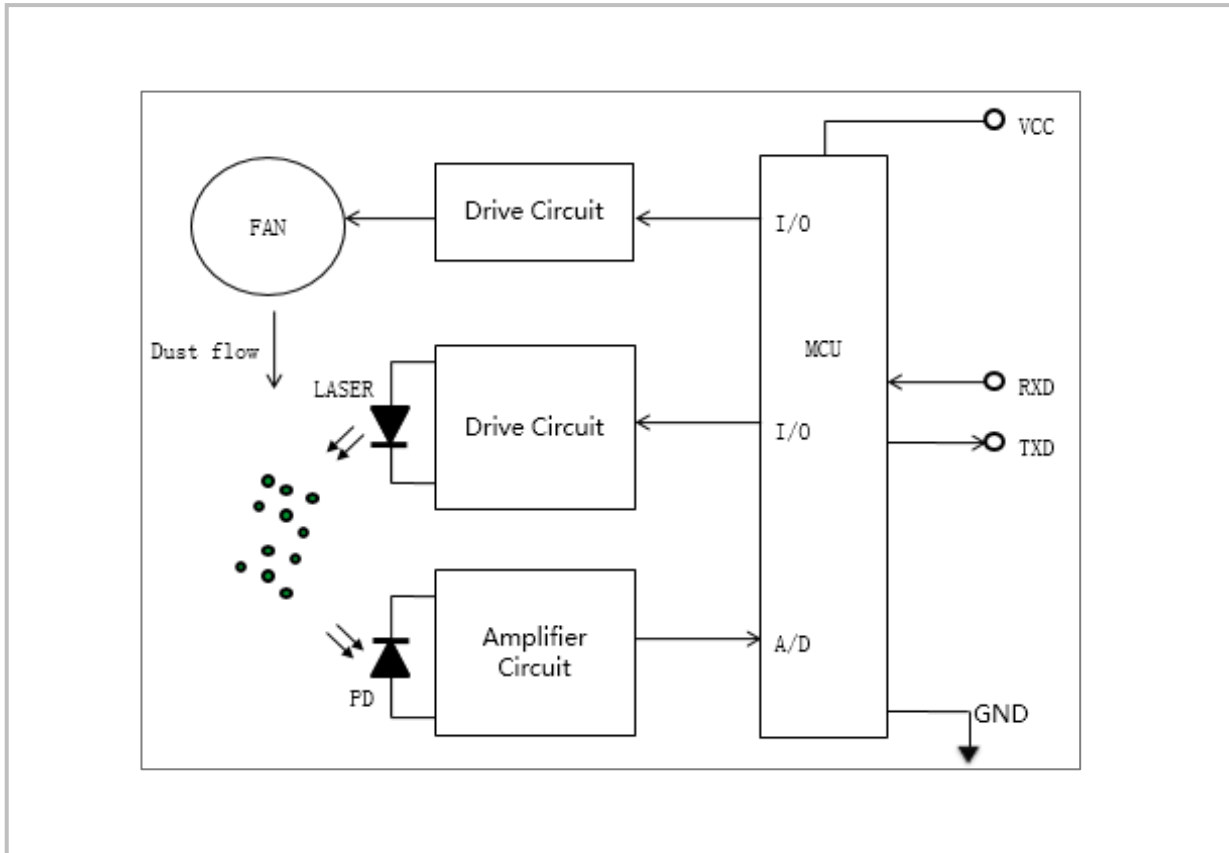 VCC
Drive Circuit
I/O
FAN
Dust flow
MCU
LASER
RXD
Drive Circuit
I/O
TXD
Amplifier
Circuit
A/D
PD
GND